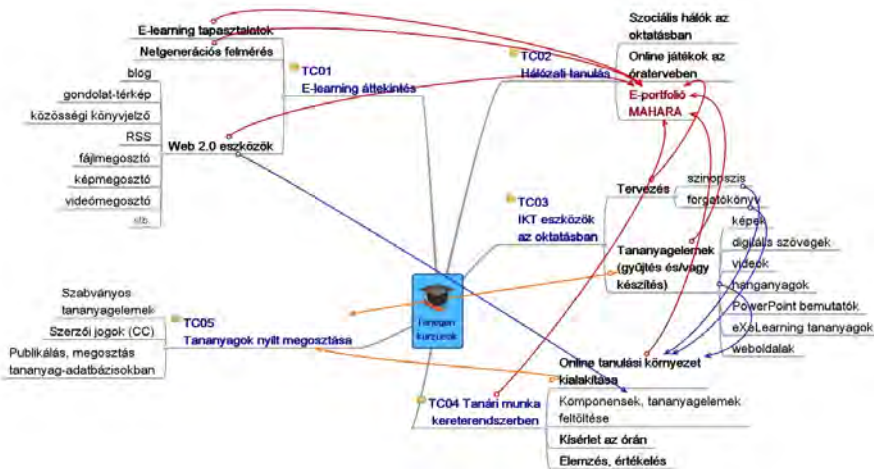 E-learning tapasztalatok
Netgenerációs felmérés
blog
gondolat-térkép
közösségi könyvjelző
RSS
fájlmegosztó
képmegosztó
videómegosztó
stb.
Web 2.0 eszközök
TC01
E-learning áttekintés
TC02
Hálózati tanulás
Szociális hálók az
oktatásban
Online játékok az
óratervben
E-portfolió
MAHARA
TC03
IKT eszközök
az oktatásban
Tervezés
szinopszis
forgatókönyv
Tananyagelemek
(gyűjtés és/vagy
készítés)
képek
digitális szövegek
videók
hanganyagok
PowerPoint bemutatók
eXeLearning tananyagok
weboldalak
kurzusok
TC05
Tananyagok nyílt megosztása
Szabványos
tananyagelemek
Szerzői jogok (CC)
Publikálás, megosztás
tananyag-adatbázisokban
TC04 Tanári munka
kereterendszerben
Online tanulási környezet
kialakítása
Komponensek, tananyagelemek
feltöltése
Kísérlet az órán
Elemzés, értékelés